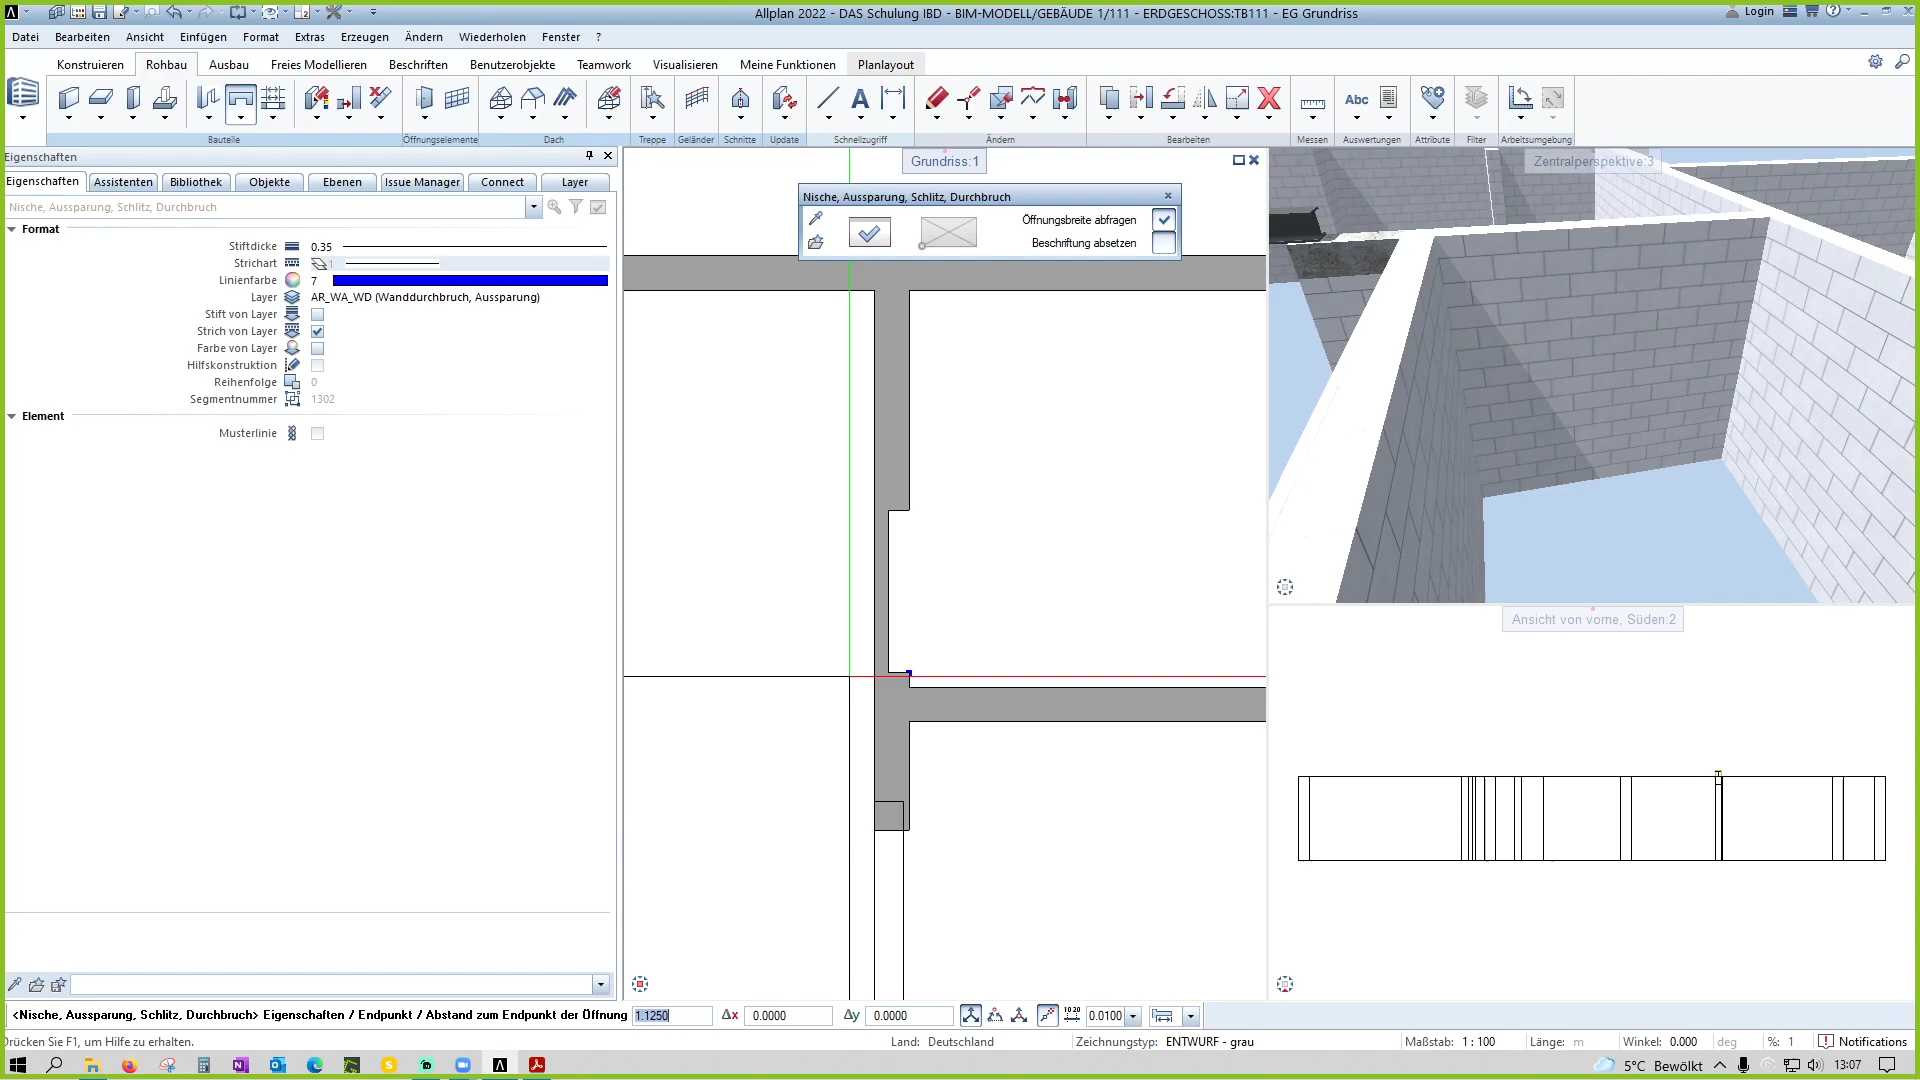 Allplan 2022 - DAS Schulung IBD - BIM-MODELL/GEBÄUDE 1/111 - ERDGESCHOSS:TB111 - EG Grundriss
Login
Datei Bearbeiten Ansicht Einfügen Format Extras Erzeugen Ändern Wiederholen Fenster ?
Konstruieren Rohbau Ausbau Freies Modellieren Beschriften Benutzerobjekte Teamwork Visualisieren Meine Funktionen Planlayout
Abc
Bauteile Öffnungselemente Dach Treppe Geländer Schnitte Update Schnellzugriff Ändern Bearbeiten Messen Auswertungen Attribute Filter Arbeitsumgebung
Eigenschaften
Eigenschaften Assistenten Bibliothek Objekte Ebenen Issue Manager Connect Layer
Nische, Aussparung, Schlitz, Durchbruch
Format
Stiftdicke 0.35
Strichart 1
Linienfarbe 7
Layer AR_WA_WD (Wanddurchbruch, Aussparung)
Stift von Layer
Strich von Layer
Farbe von Layer
Hilfskonstruktion
Reihenfolge 0
Segmentnummer 1302
Element
Musterlinie
Grundriss:1
Nische, Aussparung, Schlitz, Durchbruch
Öffnungsbreite abfragen
Beschriftung absetzen
Zentralperspektive:3
Ansicht von vorne, Süden:2
<Nische, Aussparung, Schlitz, Durchbruch> Eigenschaften / Endpunkt / Abstand zum Endpunkt der Öffnung 1.1250 Δx 0.0000 Δy 0.0000 0.0100
Drücken Sie F1, um Hilfe zu erhalten. Land: Deutschland Zeichnungstyp: ENTWURF - grau Maßstab: 1 : 100 Länge: m Winkel: 0.000 deg %: 1 Notifications
5°C Bewölkt 13:07